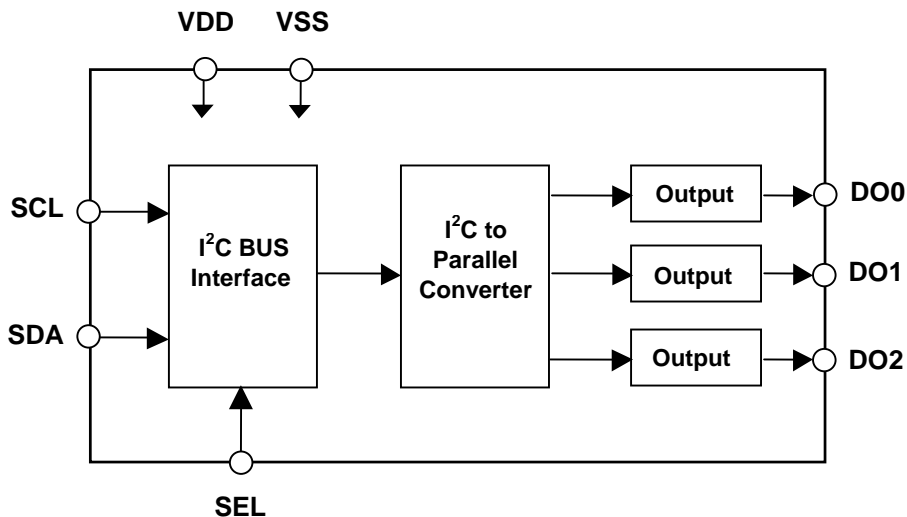 VDD VSS
SCL
SDA
I²C BUS
Interface
I²C to
Parallel
Converter
Output
Output
Output
DO0
DO1
DO2
SEL